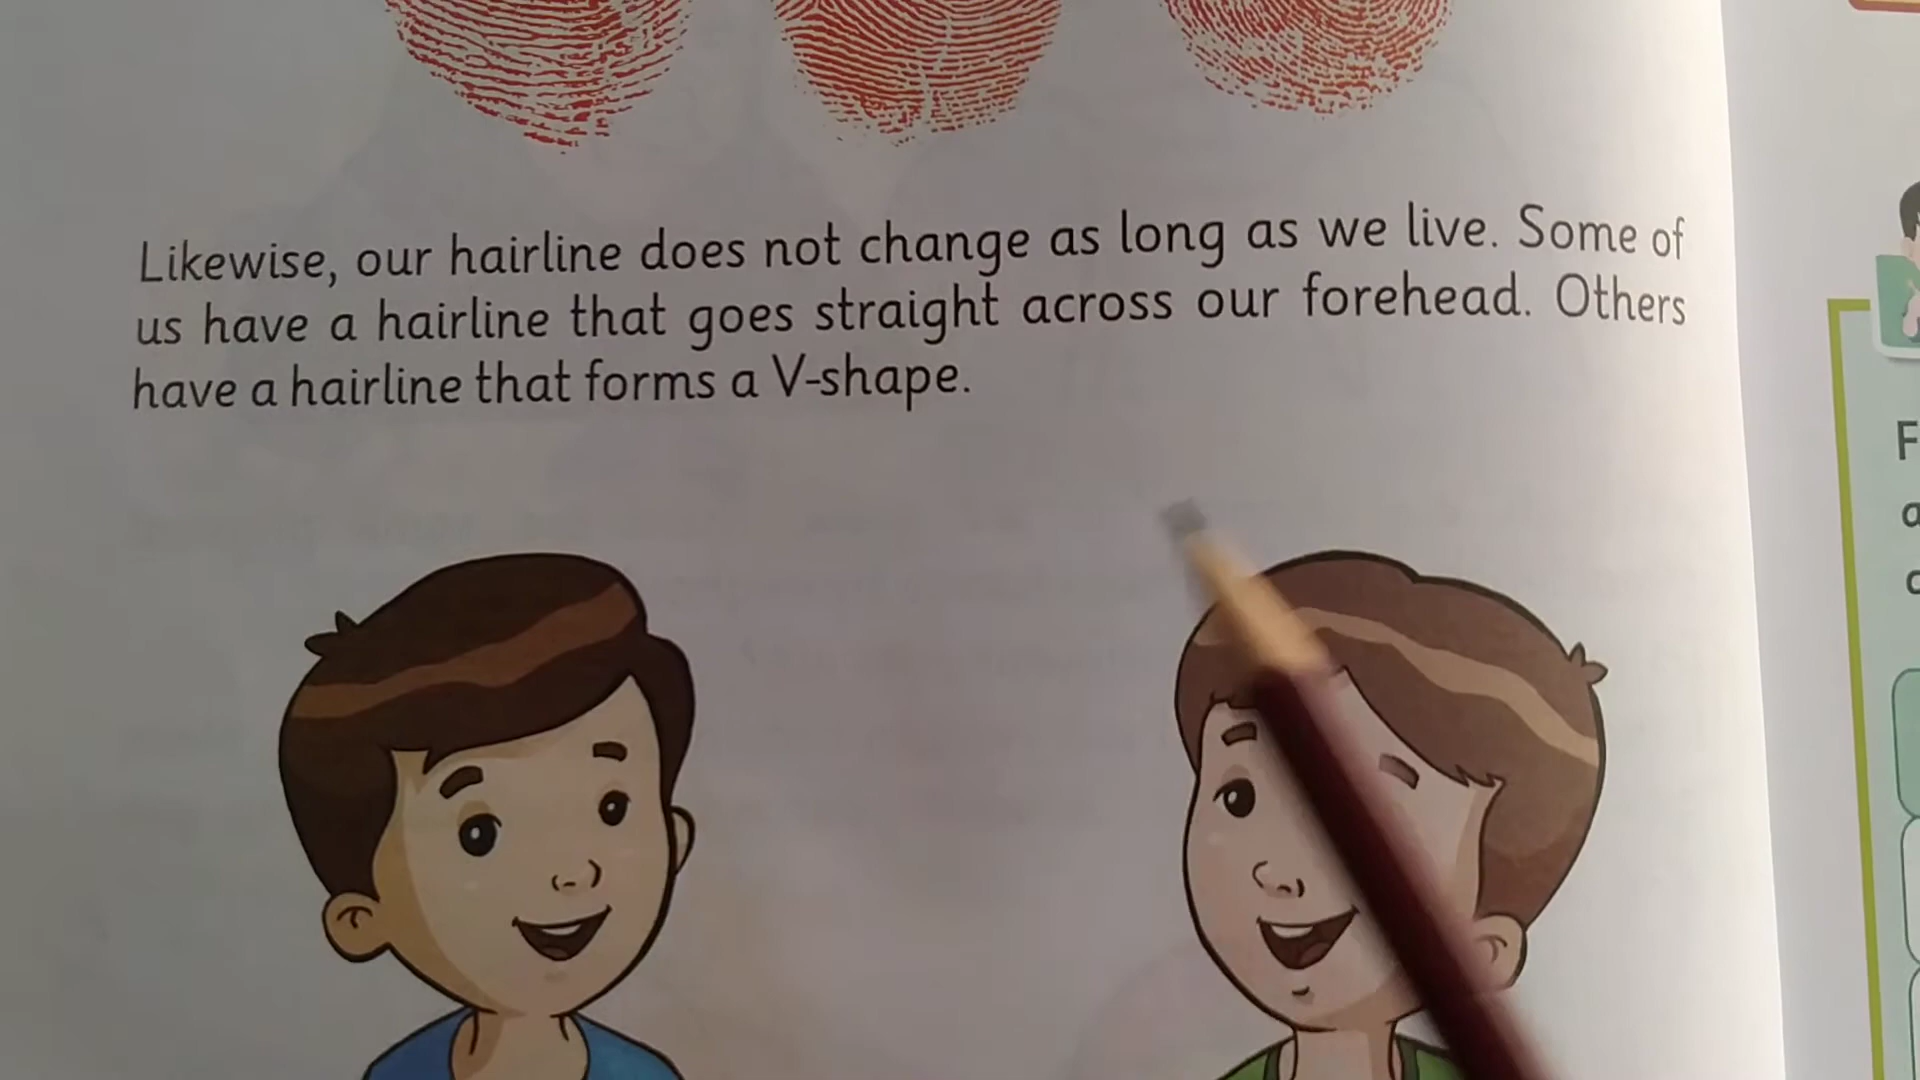 Likewise, our hairline does not change as long as we live. Some of
us have a hairline that goes straight across our forehead. Others
have a hairline that forms a V-shape.